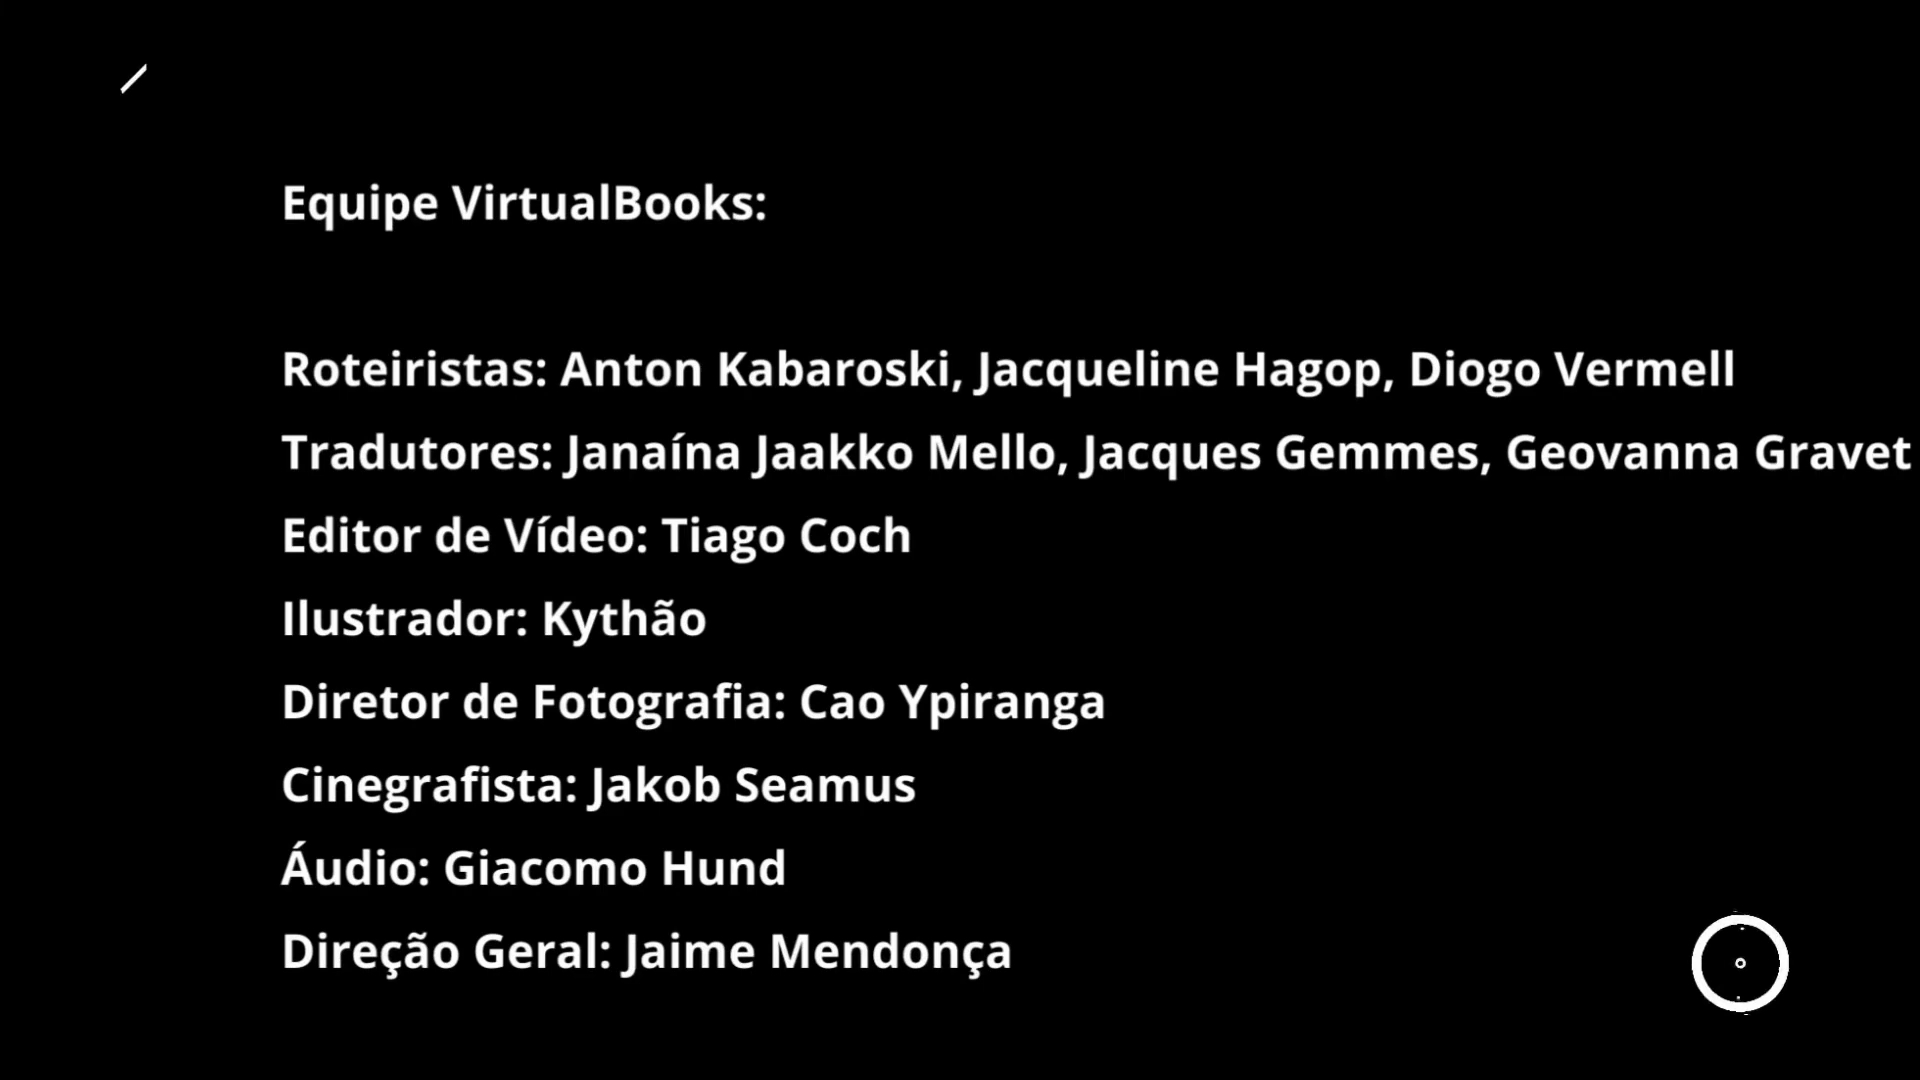 Equipe VirtualBooks:
Roteiristas: Anton Kabaroski, Jacqueline Hagop, Diogo Vermell
Tradutores: Janaína Jaakko Mello, Jacques Gemmes, Geovanna Gravet
Editor de Vídeo: Tiago Coch
Ilustrador: Kythão
Diretor de Fotografia: Cao Ypiranga
Cinegrafista: Jakob Seamus
Áudio: Giacomo Hund
Direção Geral: Jaime Mendonça